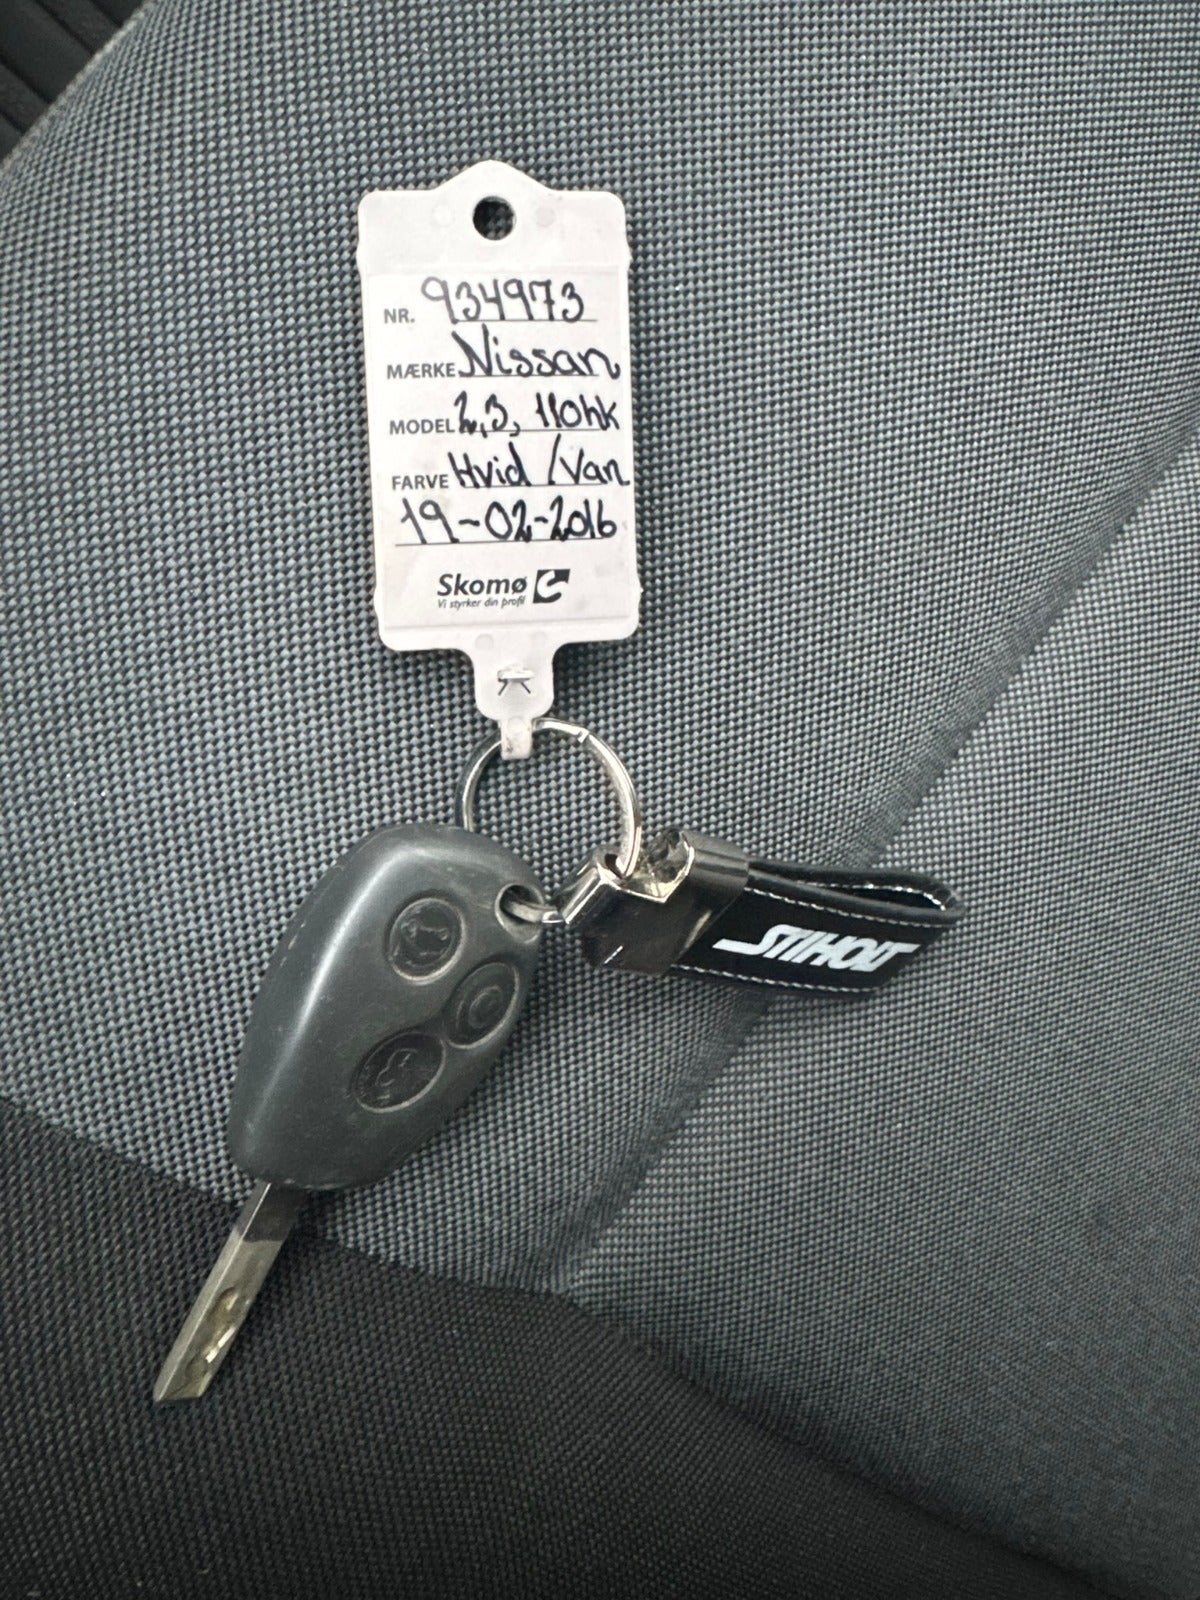 NR. 934973
MÆRKE Nissan
MODEL 2,3, 110hk
FARVE Hvid /Van
19-02-2016
Skomø
Vi styrker din profil
STIHOLT